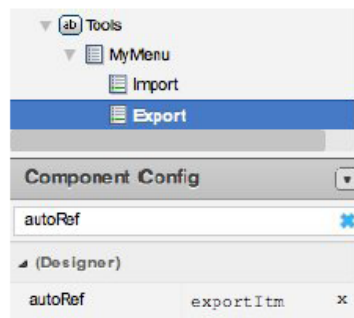 ab Tools
MyMenu
Import
Export
Component Config
autoRef
(Designer)
autoRef exportItm x